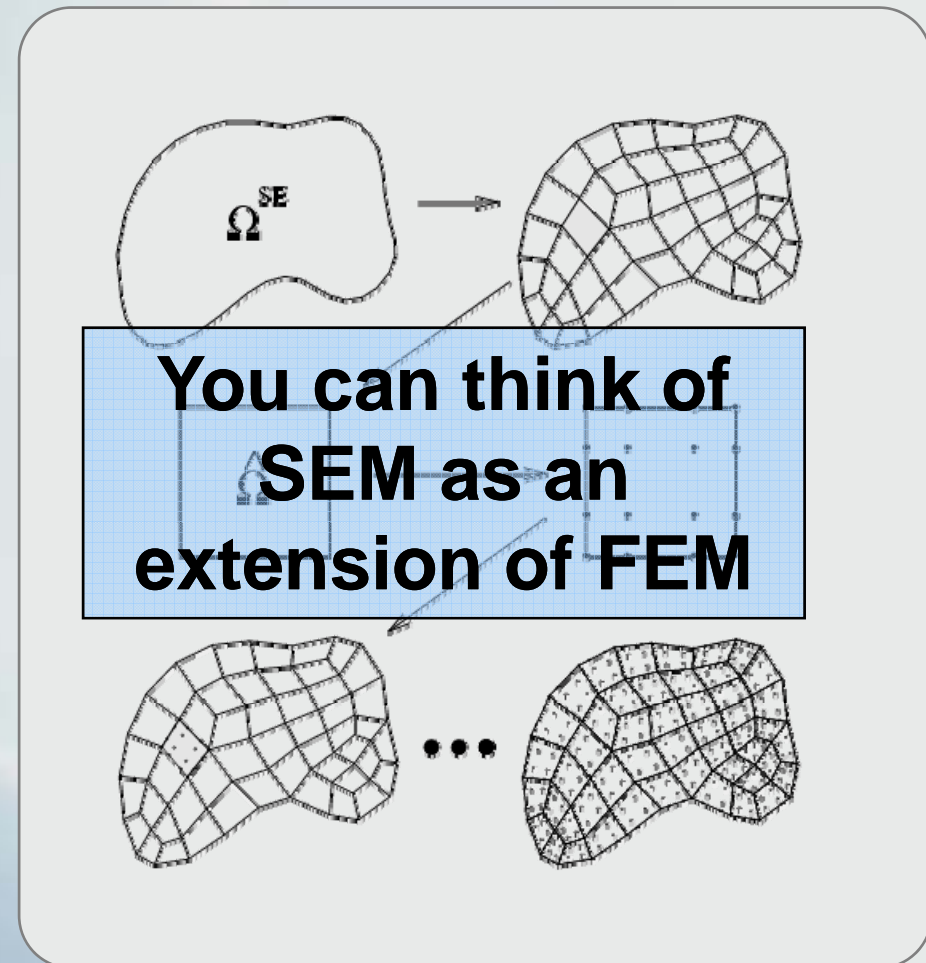 Ω^SE
You can think of
SEM as an
extension of FEM
Ω̂